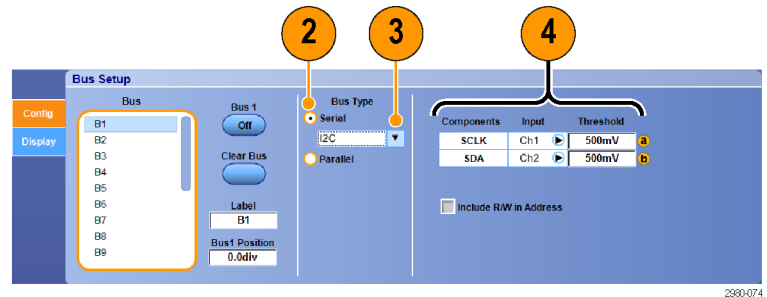 2
3
4
Bus Setup
Config
Display
Bus
B1
B2
B3
B4
B5
B6
B7
B8
B9
Bus 1
Off
Clear Bus
Label
B1
Bus1 Position
0.0div
Bus Type
Serial
I2C
Parallel
Components Input Threshold
SCLK Ch1 500mV a
SDA Ch2 500mV b
Include R/W in Address
2980-074